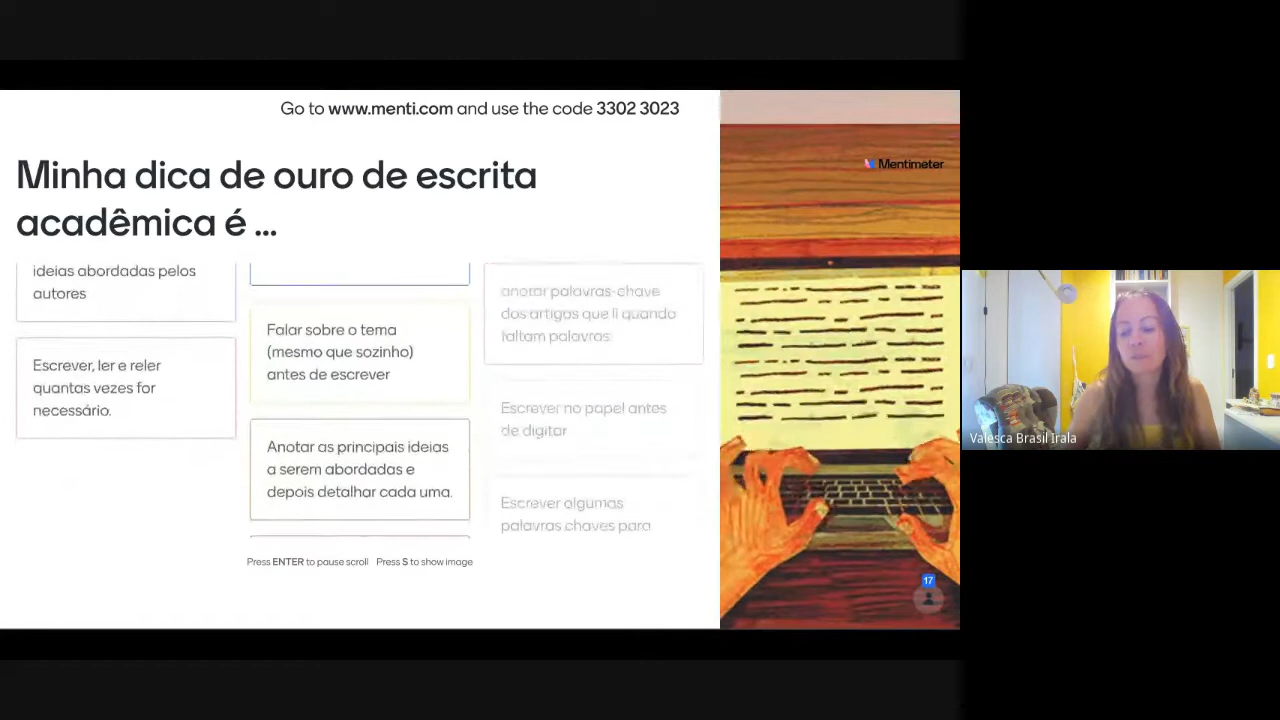 Go to www.menti.com and use the code 3302 3023
Mentimeter
Minha dica de ouro de escrita
acadêmica é ...
ideias abordadas pelos
autores
Escrever, ler e reler
quantas vezes for
necessário.
Falar sobre o tema
(mesmo que sozinho)
antes de escrever
Anotar as principais ideias
a serem abordadas e
depois detalhar cada uma.
anotar palavras-chave
dos artigos que li quando
faltam palavras.
Escrever no papel antes
de digitar
Escrever algumas
palavras chaves para
Press ENTER to pause scroll Press S to show image
17
Valesca Brasil Irala